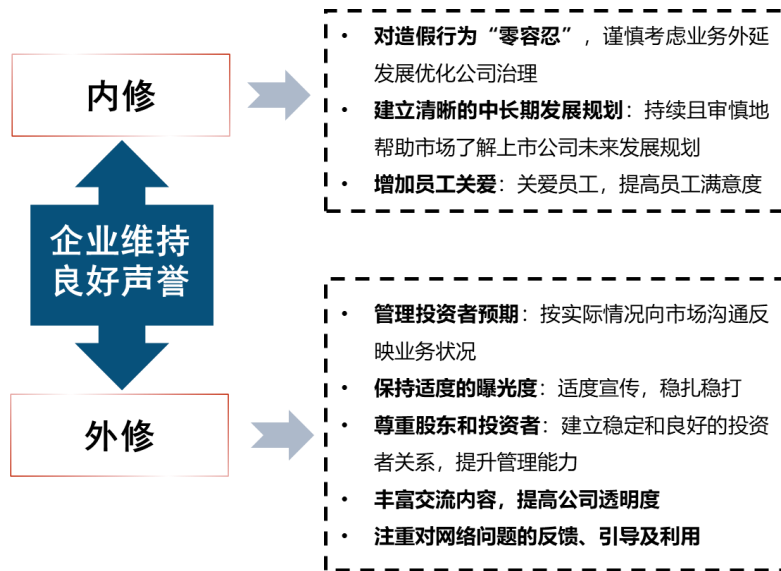 内修
• 对造假行为“零容忍”，谨慎考虑业务外延
发展优化公司治理
• 建立清晰的中长期发展规划：持续且审慎地
帮助市场了解上市公司未来发展规划
• 增加员工关爱：关爱员工，提高员工满意度
企业维持
良好声誉
外修
• 管理投资者预期：按实际情况向市场沟通反
映业务状况
• 保持适度的曝光度：适度宣传，稳扎稳打
• 尊重股东和投资者：建立稳定和良好的投资
者关系，提升管理能力
• 丰富交流内容，提高公司透明度
• 注重对网络问题的反馈、引导及利用